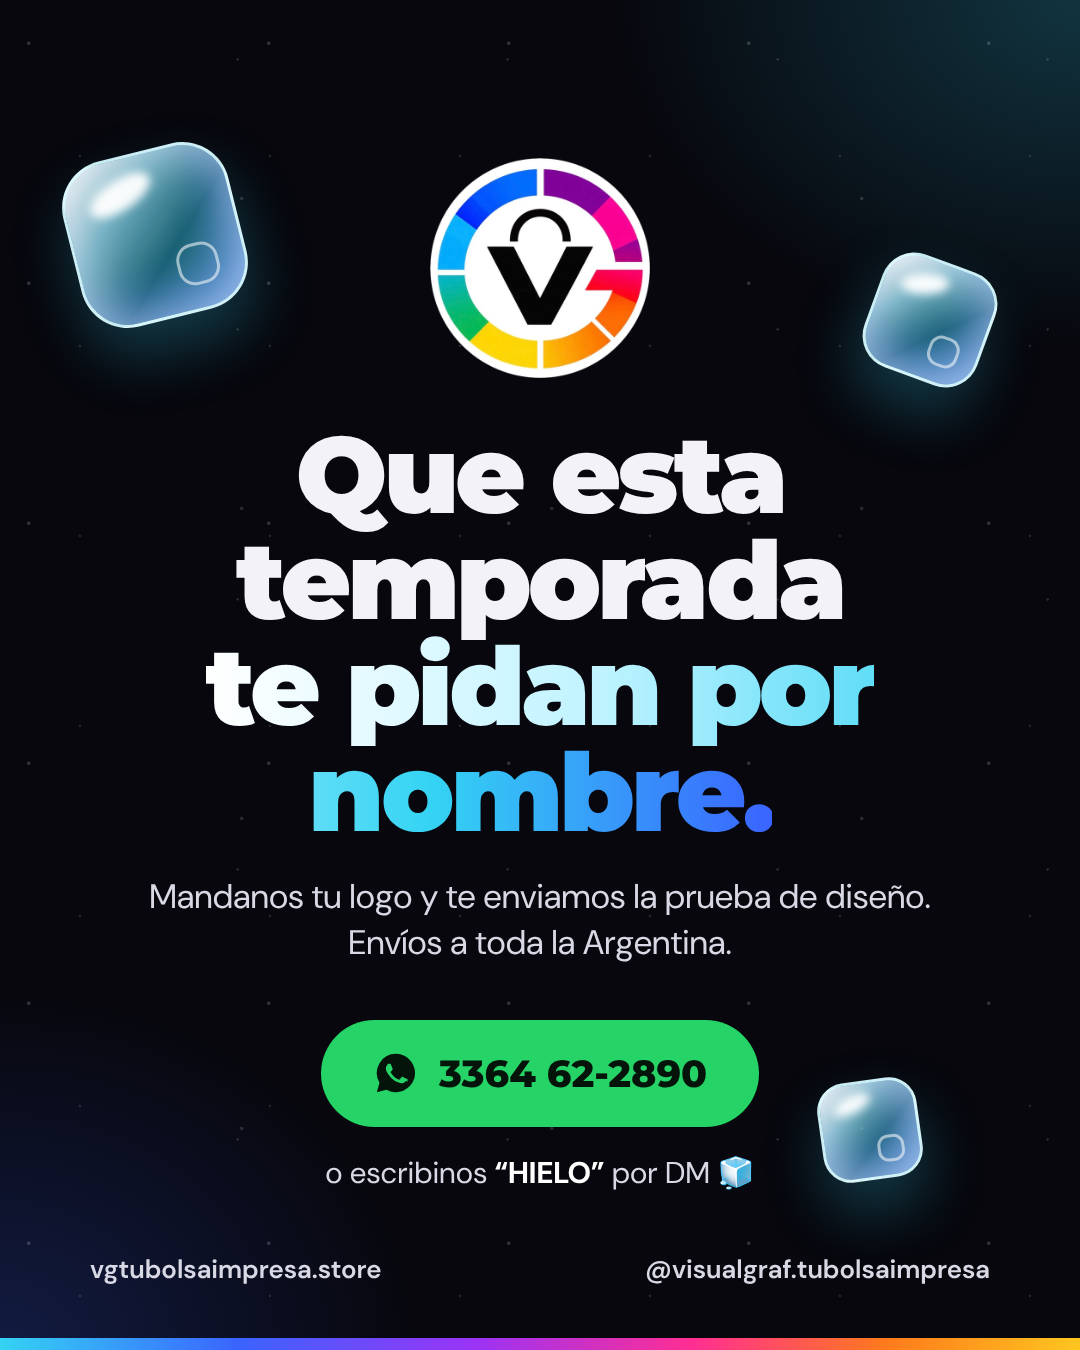 Que esta
temporada
te pidan por
nombre.
Mandanos tu logo y te enviamos la prueba de diseño.
Envíos a toda la Argentina.
3364 62-2890
o escribinos “HIELO” por DM 🧊
vgtubolsaimpresa.store
@visualgraf.tubolsaimpresa